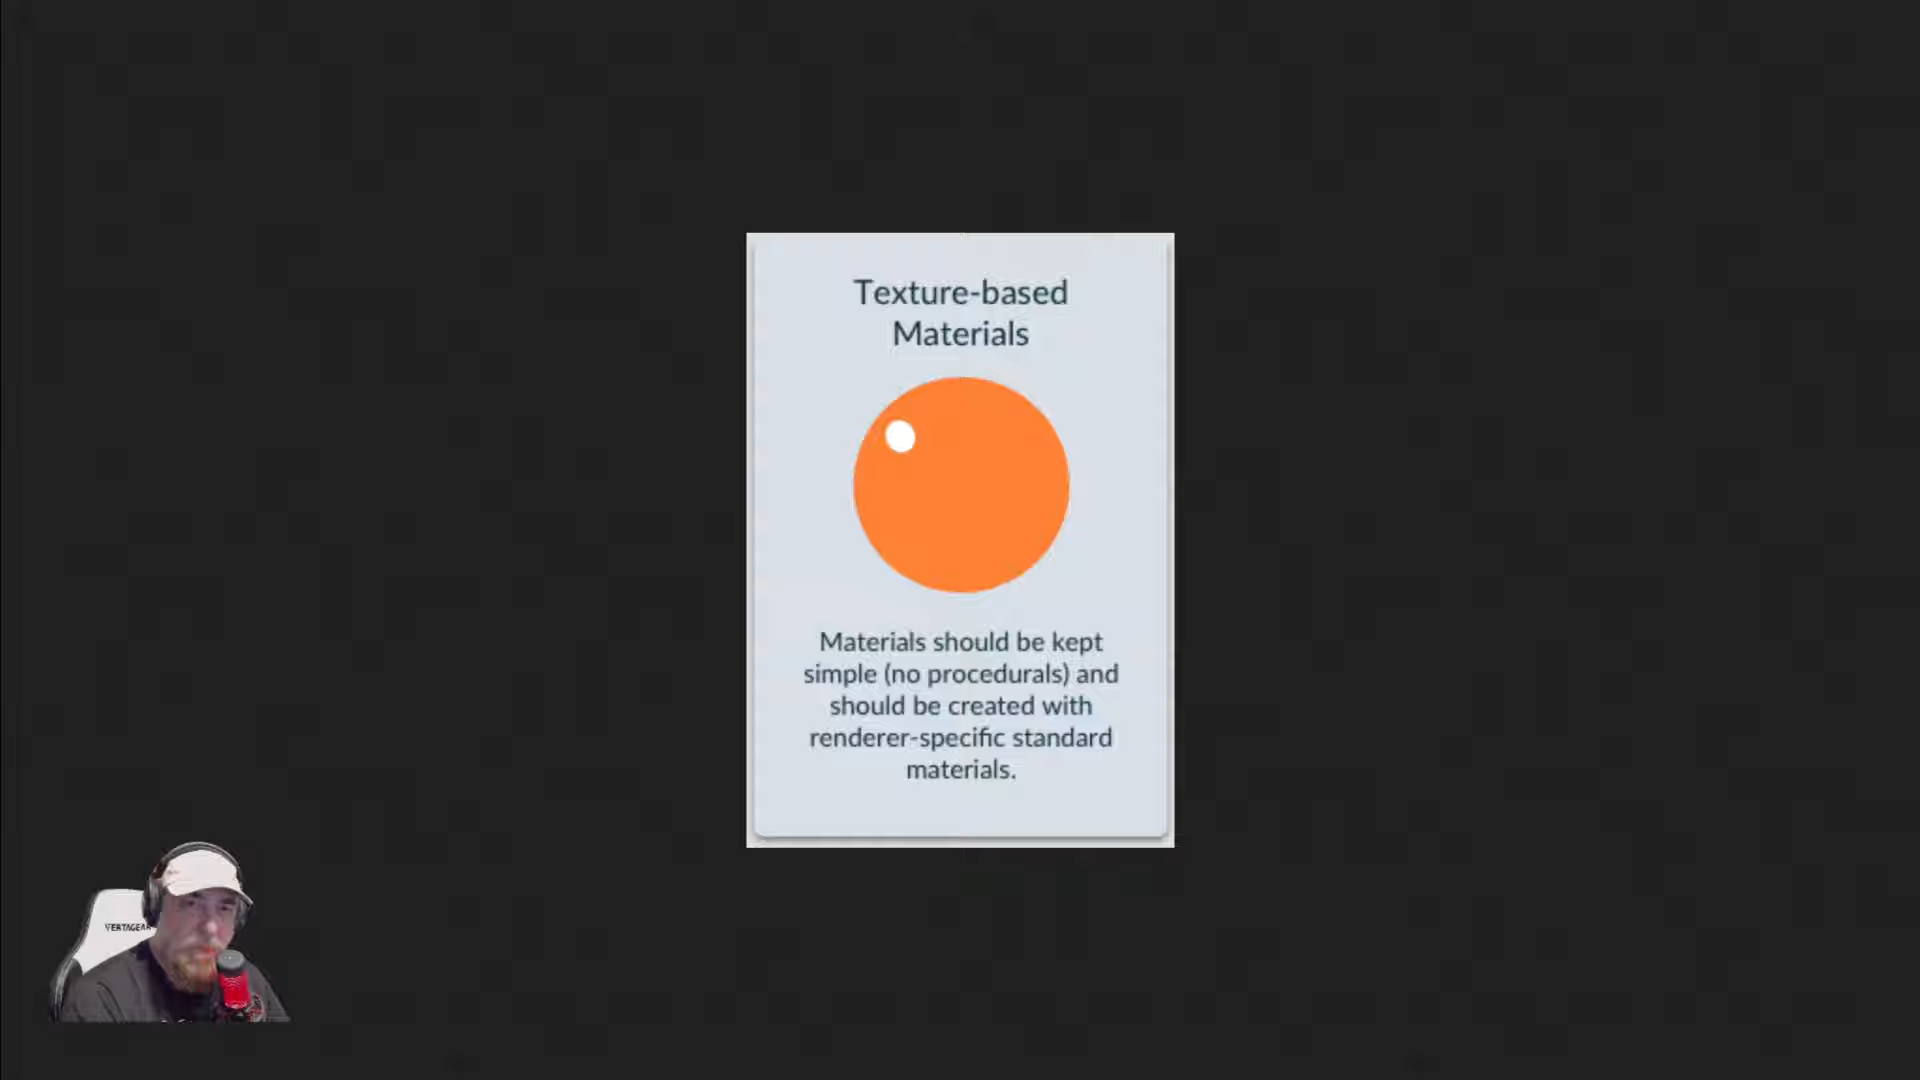 Texture-based
Materials
Materials should be kept
simple (no procedurals) and
should be created with
renderer-specific standard
materials.
VERTAGEAR